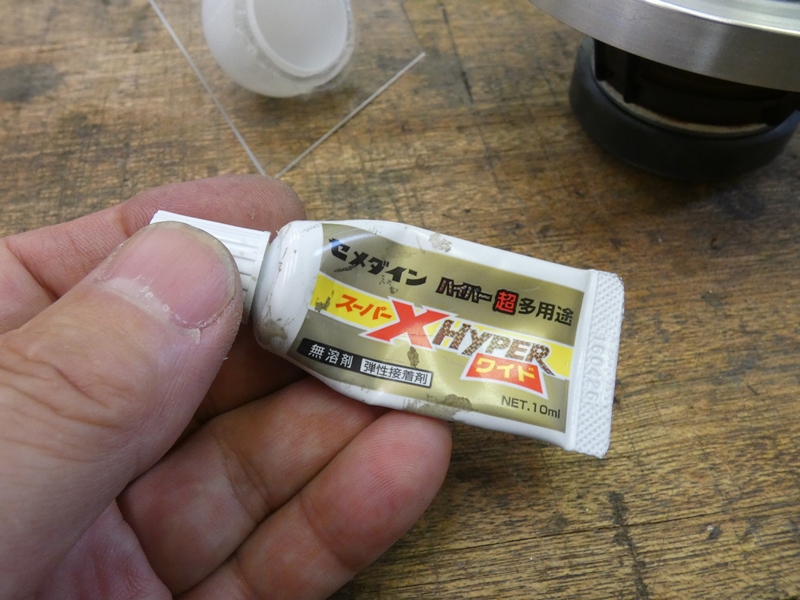 セメダイン ハイパー超多用途
スーパーX HYPER
ワイド
無溶剤 弾性接着剤
NET.10ml